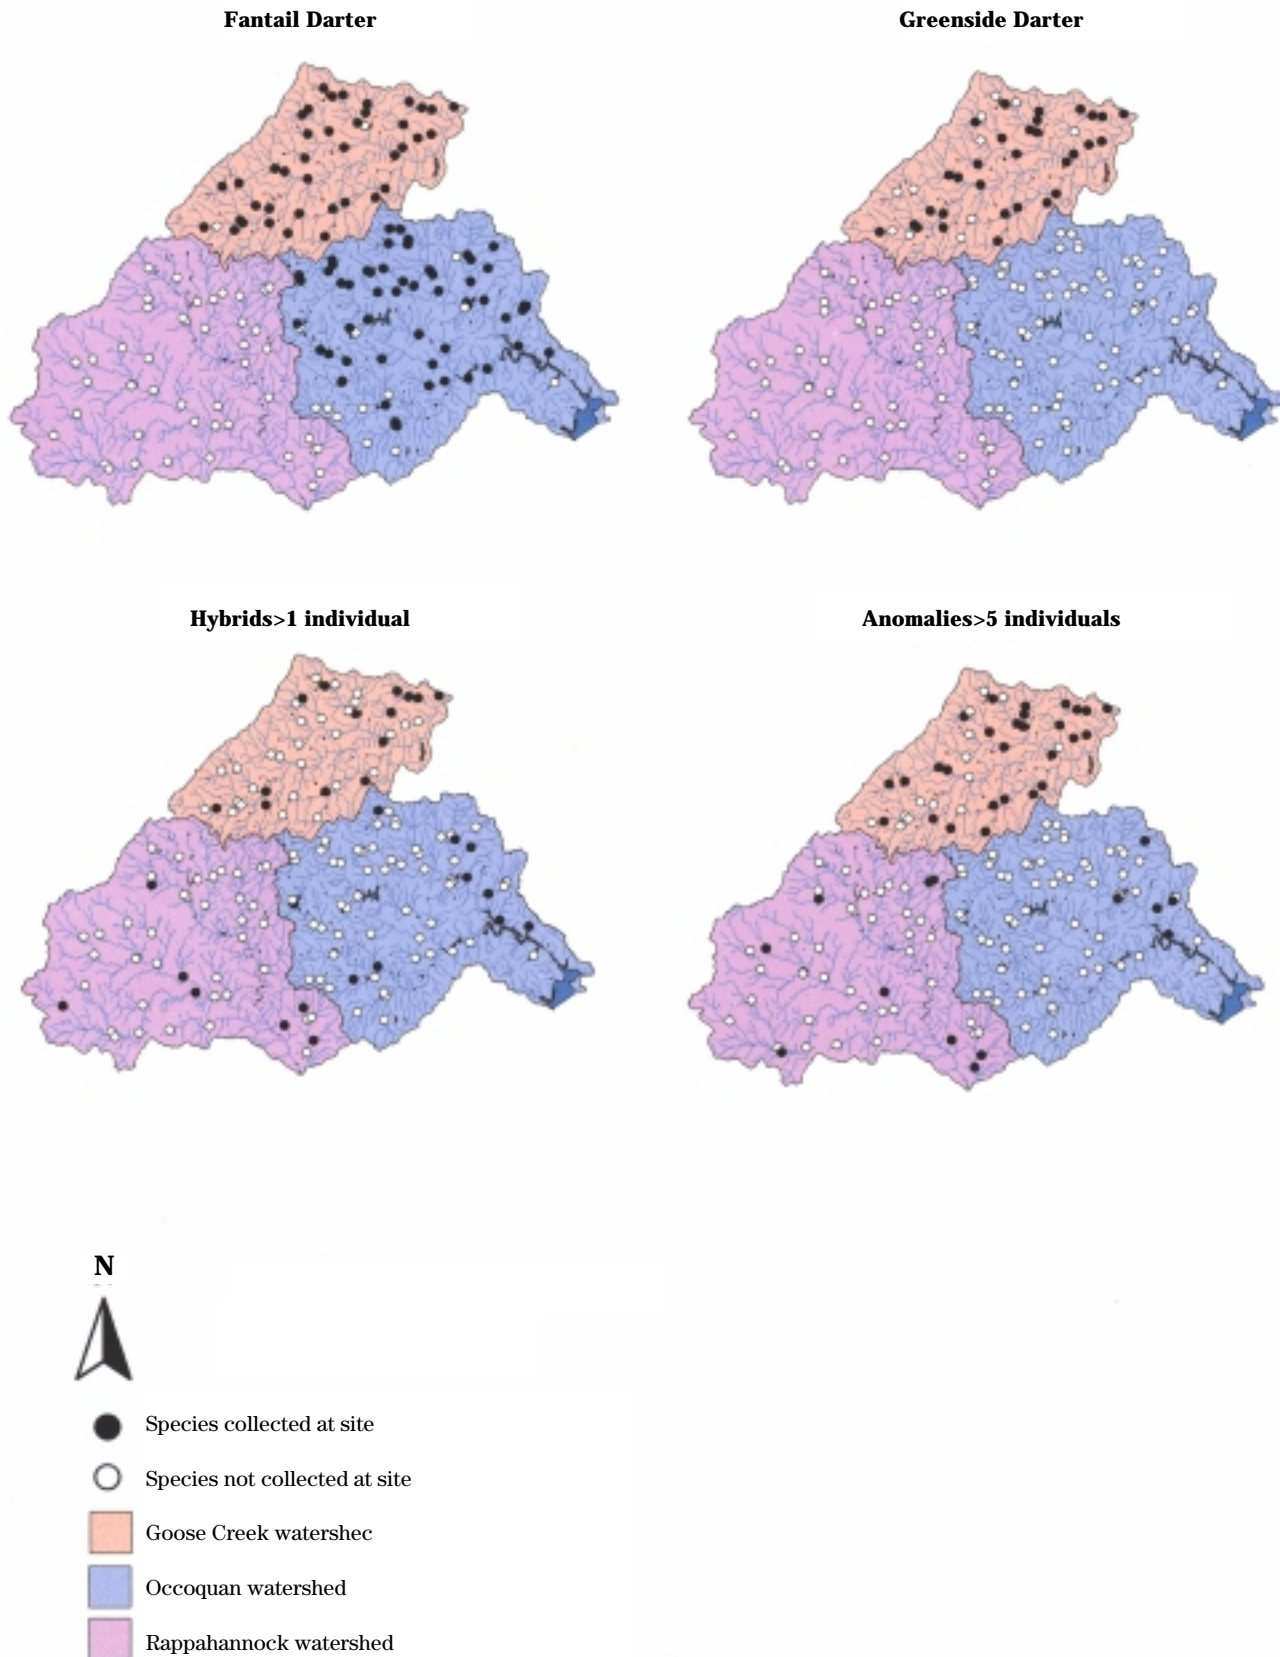 Fantail Darter
Greenside Darter
Hybrids>1 individual
Anomalies>5 individuals
N
Species collected at site
Species not collected at site
Goose Creek watershec
Occoquan watershed
Rappahannock watershed